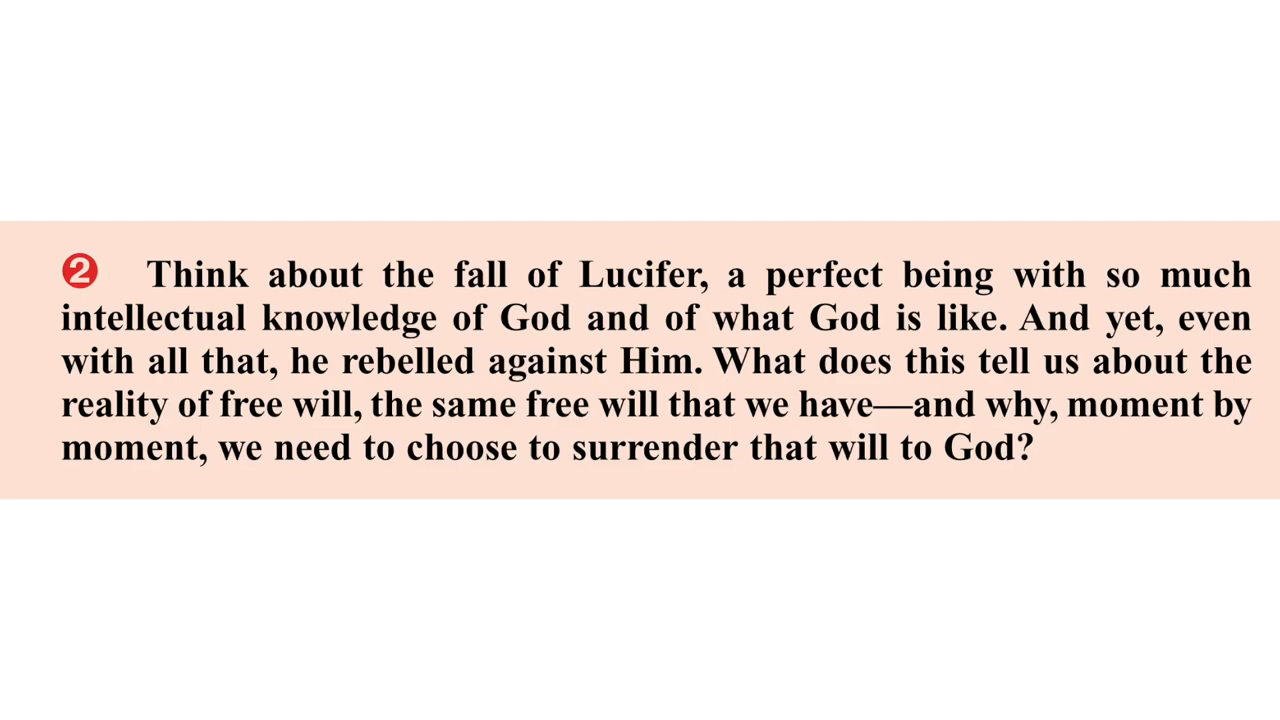 ❷ Think about the fall of Lucifer, a perfect being with so much
intellectual knowledge of God and of what God is like. And yet, even
with all that, he rebelled against Him. What does this tell us about the
reality of free will, the same free will that we have—and why, moment by
moment, we need to choose to surrender that will to God?